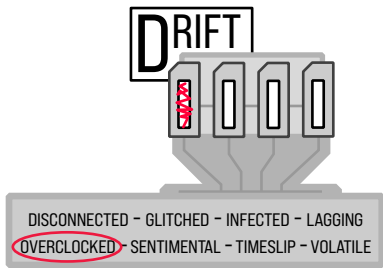 DRIFT
DISCONNECTED – GLITCHED – INFECTED – LAGGING
OVERCLOCKED – SENTIMENTAL – TIMESLIP – VOLATILE